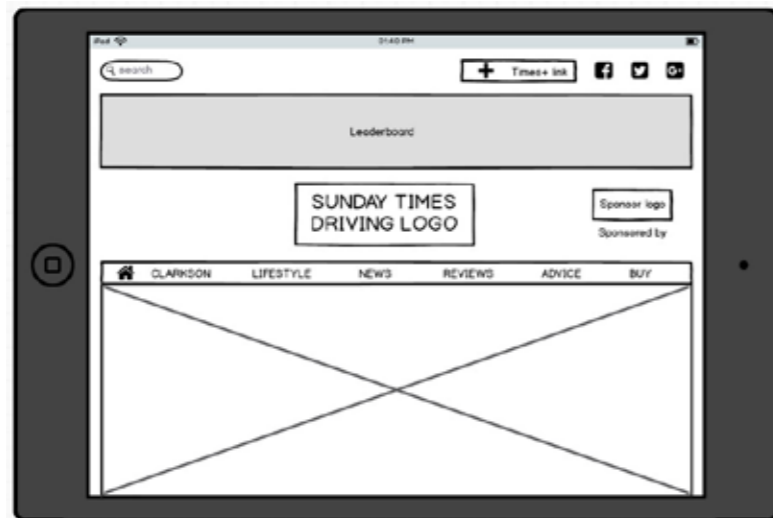 iPad 01:40 PM
search
Times+ link
Leaderboard
SUNDAY TIMES
DRIVING LOGO
Sponsor logo
Sponsored by
CLARKSON LIFESTYLE NEWS REVIEWS ADVICE BUY